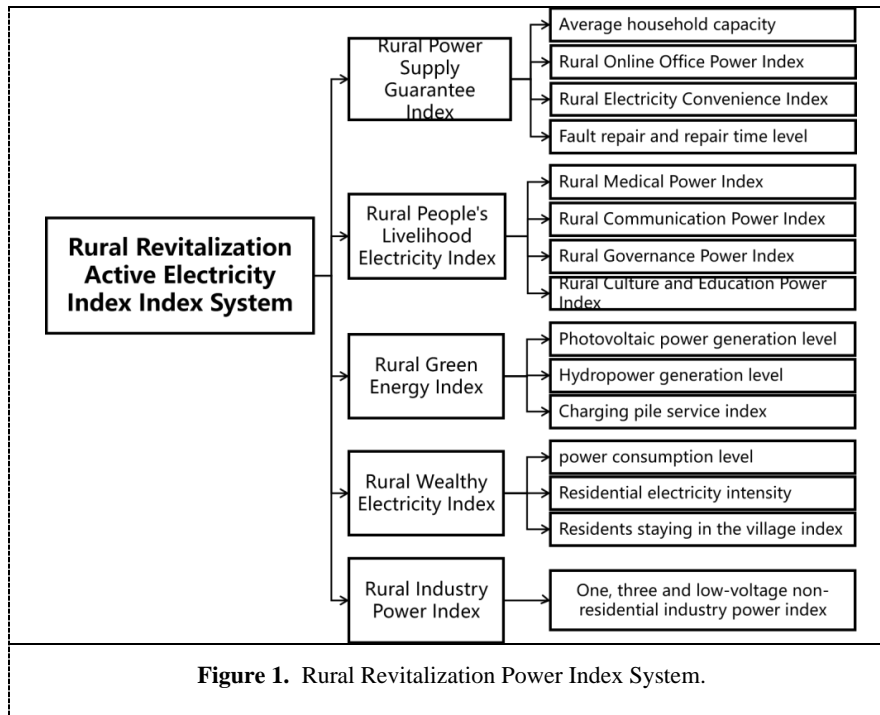 Rural Revitalization
Active Electricity
Index Index System
Rural Power
Supply
Guarantee
Index
Average household capacity
Rural Online Office Power Index
Rural Electricity Convenience Index
Fault repair and repair time level
Rural People's
Livelihood
Electricity Index
Rural Medical Power Index
Rural Communication Power Index
Rural Governance Power Index
Rural Culture and Education Power
Index
Rural Green
Energy Index
Photovoltaic power generation level
Hydropower generation level
Charging pile service index
Rural Wealthy
Electricity Index
power consumption level
Residential electricity intensity
Residents staying in the village index
Rural Industry
Power Index
One, three and low-voltage non-
residential industry power index
Figure 1. Rural Revitalization Power Index System.